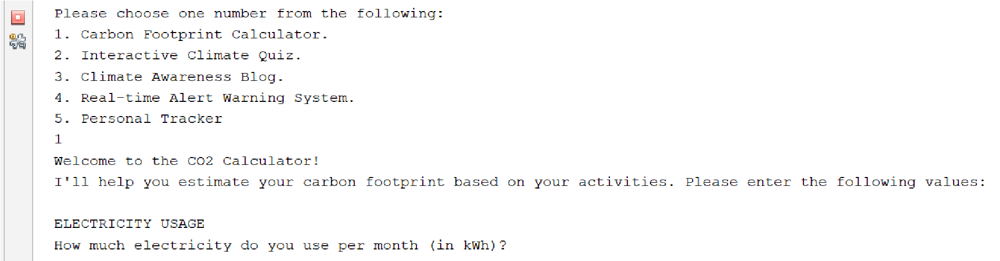 Please choose one number from the following:
1. Carbon Footprint Calculator.
2. Interactive Climate Quiz.
3. Climate Awareness Blog.
4. Real-time Alert Warning System.
5. Personal Tracker
1
Welcome to the CO2 Calculator!
I'll help you estimate your carbon footprint based on your activities. Please enter the following values:
ELECTRICITY USAGE
How much electricity do you use per month (in kWh)?